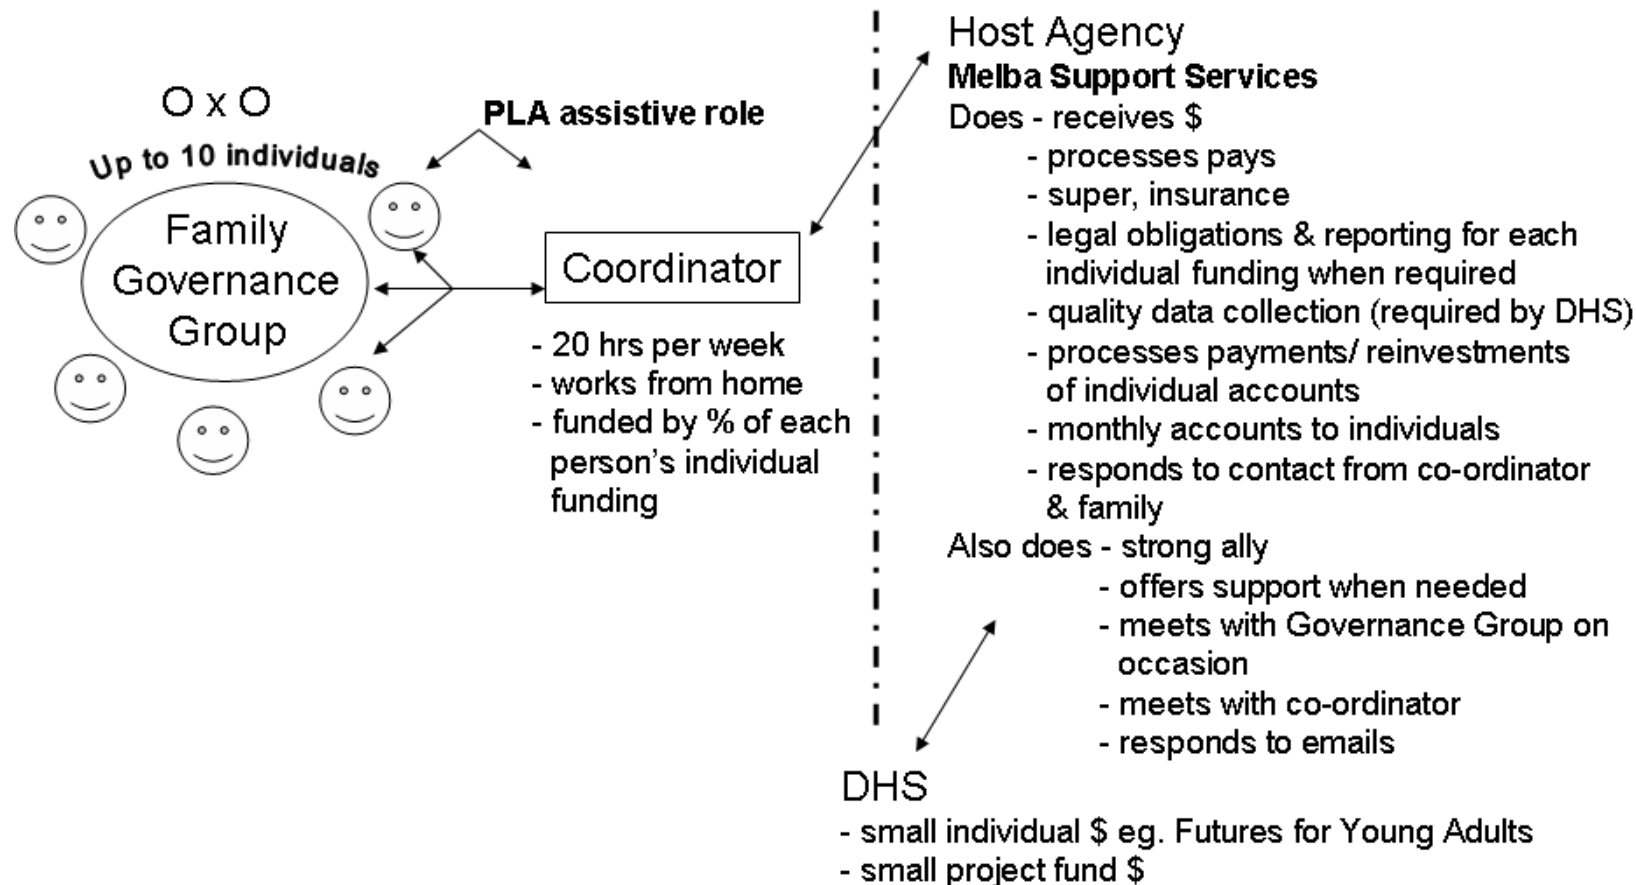 O x O
Up to 10 individuals
Family
Governance
Group
PLA assistive role
Coordinator
- 20 hrs per week
- works from home
- funded by % of each
person's individual
funding
Host Agency
Melba Support Services
Does - receives $
- processes pays
- super, insurance
- legal obligations & reporting for each
individual funding when required
- quality data collection (required by DHS)
- processes payments/ reinvestments
of individual accounts
- monthly accounts to individuals
- responds to contact from co-ordinator
& family
Also does - strong ally
- offers support when needed
- meets with Governance Group on
occasion
- meets with co-ordinator
- responds to emails
DHS
- small individual $ eg. Futures for Young Adults
- small project fund $